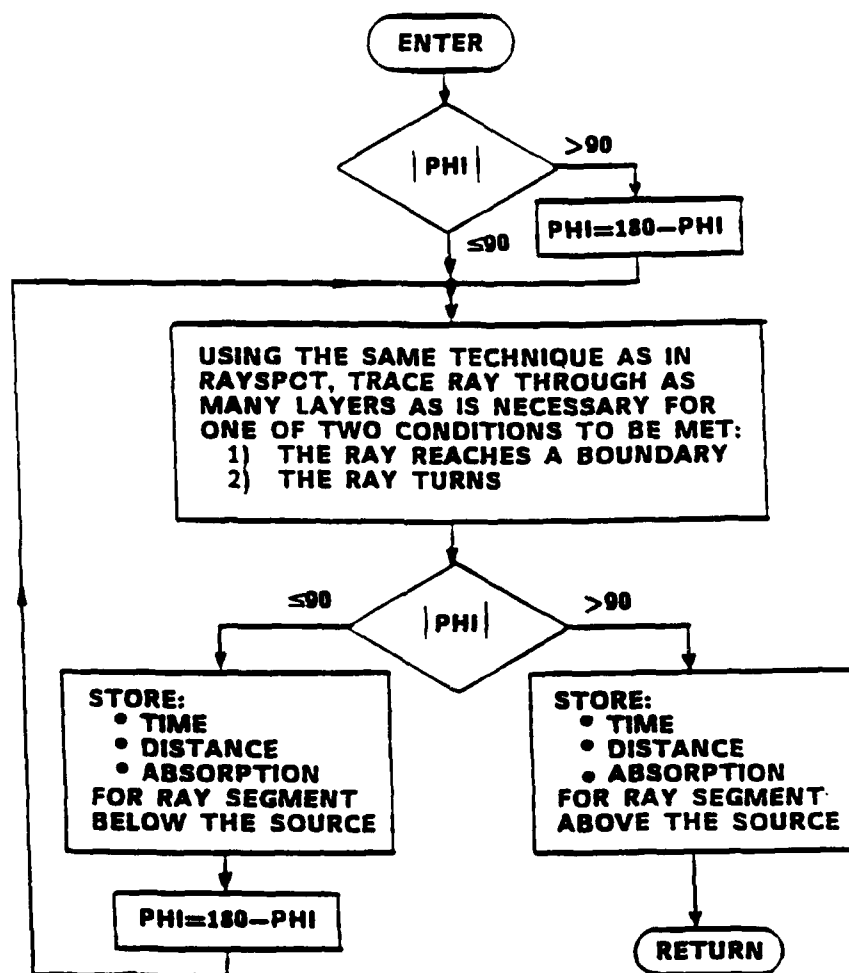 ENTER
|PHI|
>90
PHI=180-PHI
≤90
USING THE SAME TECHNIQUE AS IN
RAYSPOT, TRACE RAY THROUGH AS
MANY LAYERS AS IS NECESSARY FOR
ONE OF TWO CONDITIONS TO BE MET:
1) THE RAY REACHES A BOUNDARY
2) THE RAY TURNS
≤90
|PHI|
>90
STORE:
• TIME
• DISTANCE
• ABSORPTION
FOR RAY SEGMENT
BELOW THE SOURCE
STORE:
• TIME
• DISTANCE
• ABSORPTION
FOR RAY SEGMENT
ABOVE THE SOURCE
PHI=180-PHI
RETURN